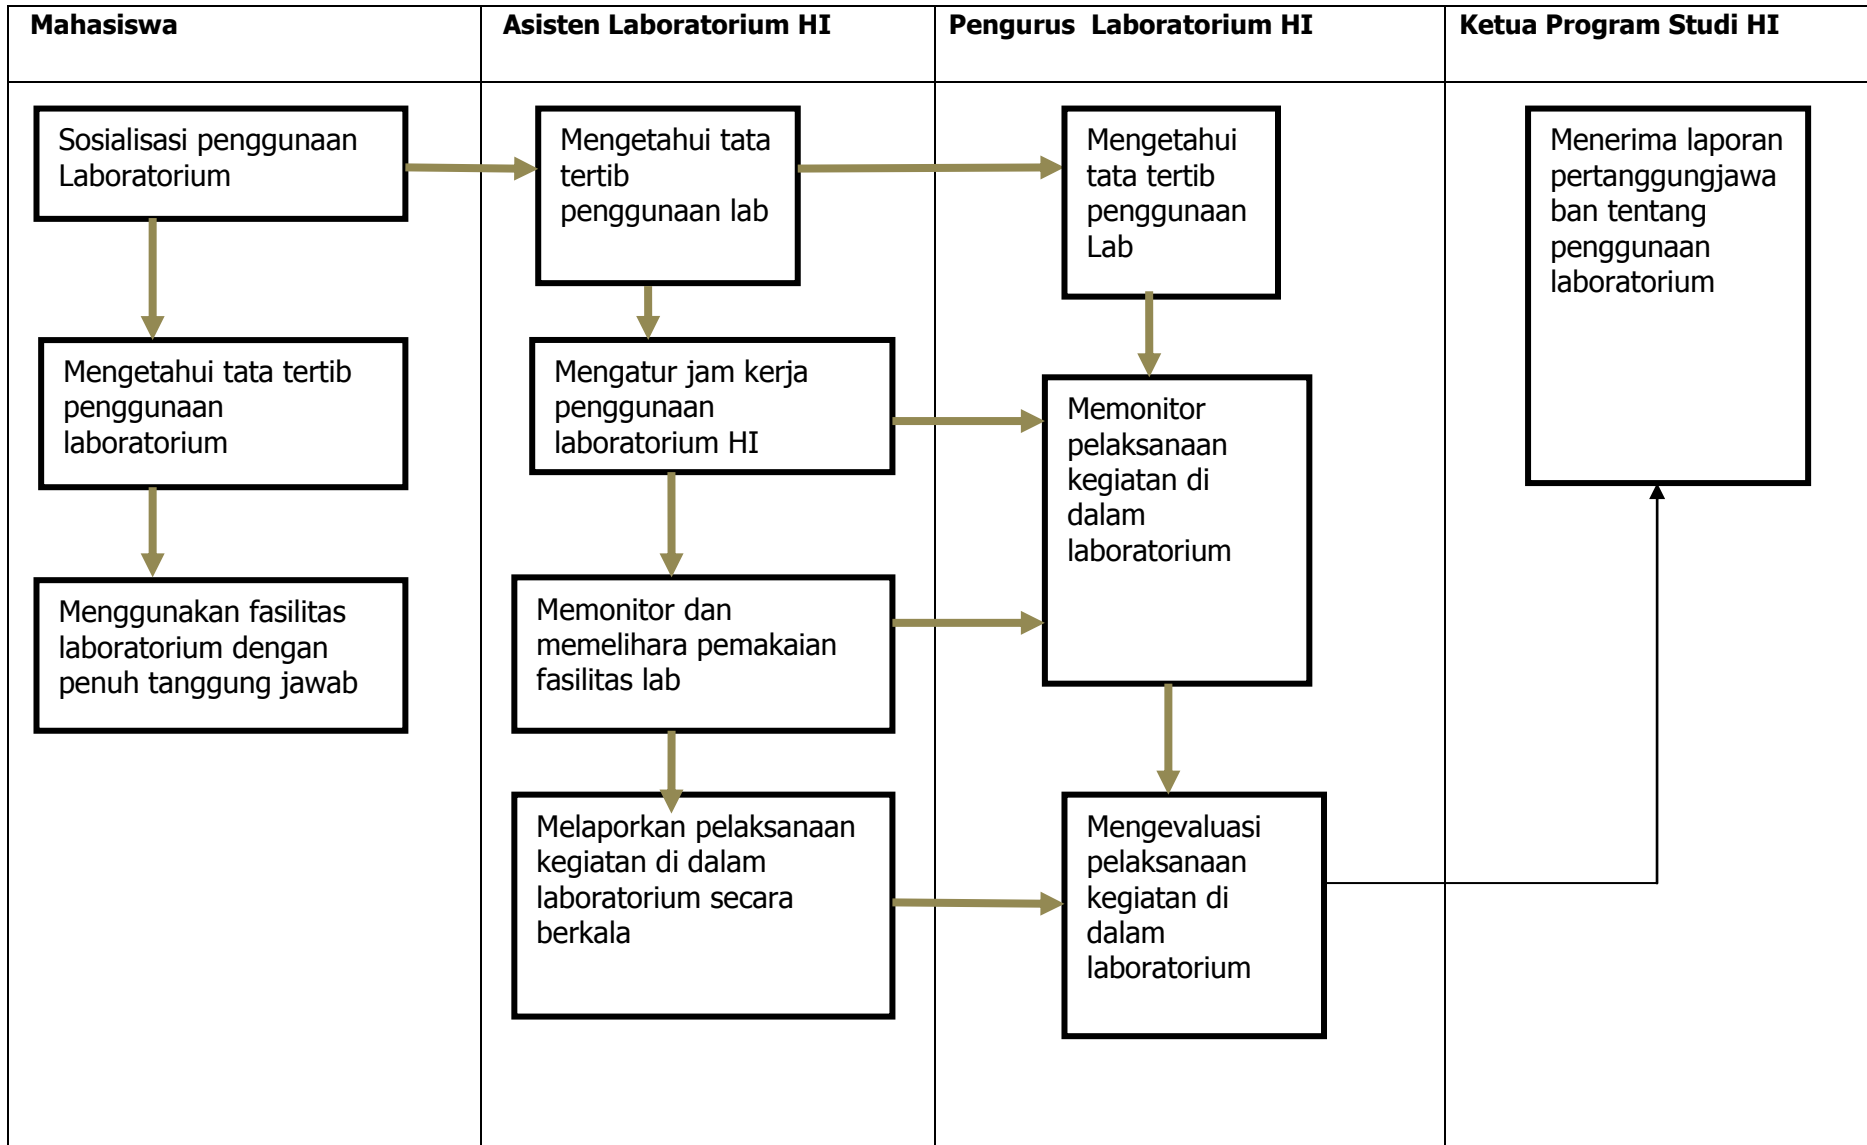 Mahasiswa
Asisten Laboratorium HI
Pengurus  Laboratorium HI
Ketua Program Studi HI
Sosialisasi penggunaan
Laboratorium
Mengetahui tata tertib
penggunaan
laboratorium
Menggunakan fasilitas
laboratorium dengan
penuh tanggung jawab
Mengetahui tata
tertib
penggunaan lab
Mengatur jam kerja
penggunaan
laboratorium HI
Memonitor dan
memelihara pemakaian
fasilitas lab
Melaporkan pelaksanaan
kegiatan di dalam
laboratorium secara
berkala
Mengetahui
tata tertib
penggunaan
Lab
Memonitor
pelaksanaan
kegiatan di
dalam
laboratorium
Mengevaluasi
pelaksanaan
kegiatan di
dalam
laboratorium
Menerima laporan
pertanggungjawa
ban tentang
penggunaan
laboratorium